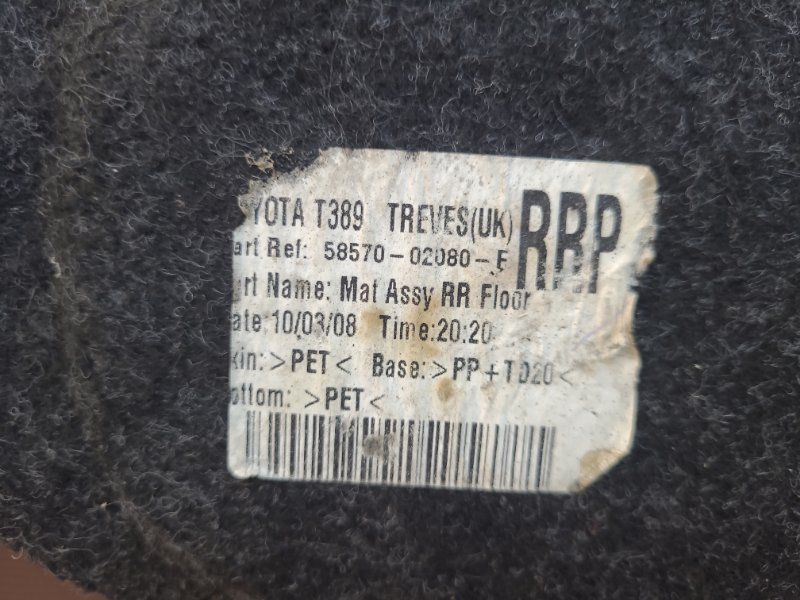 YOTA T389 TREVES(UK) RRP
art Ref: 58570-02080-E
rt Name: Mat Assy RR Floor
ate:10/03/08 Time:20:20
kin:>PET< Base:>PP+TD20<
ottom: >PET<